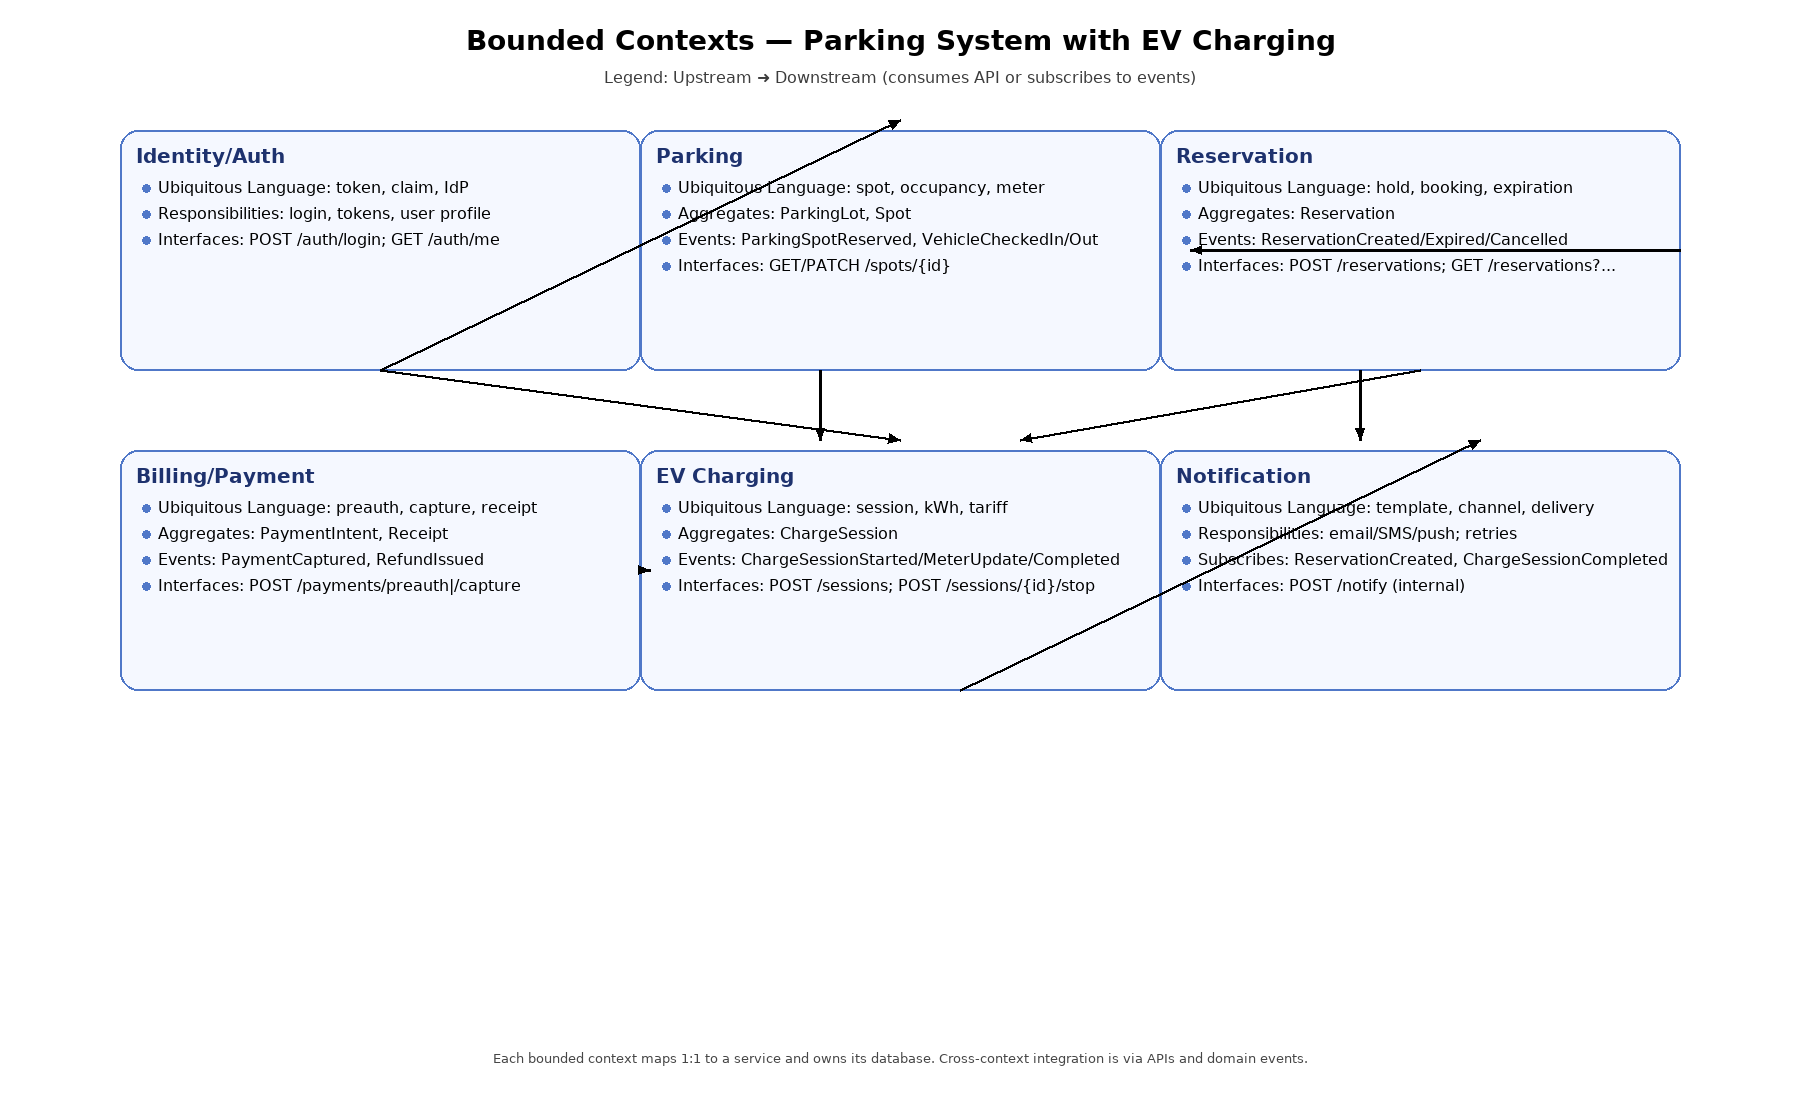 Bounded Contexts — Parking System with EV Charging
Legend: Upstream ➔ Downstream (consumes API or subscribes to events)
Identity/Auth
Ubiquitous Language: token, claim, IdP
Responsibilities: login, tokens, user profile
Interfaces: POST /auth/login; GET /auth/me
Parking
Ubiquitous Language: spot, occupancy, meter
Aggregates: ParkingLot, Spot
Events: ParkingSpotReserved, VehicleCheckedIn/Out
Interfaces: GET/PATCH /spots/{id}
Reservation
Ubiquitous Language: hold, booking, expiration
Aggregates: Reservation
Events: ReservationCreated/Expired/Cancelled
Interfaces: POST /reservations; GET /reservations?...
Billing/Payment
Ubiquitous Language: preauth, capture, receipt
Aggregates: PaymentIntent, Receipt
Events: PaymentCaptured, RefundIssued
Interfaces: POST /payments/preauth|/capture
EV Charging
Ubiquitous Language: session, kWh, tariff
Aggregates: ChargeSession
Events: ChargeSessionStarted/MeterUpdate/Completed
Interfaces: POST /sessions; POST /sessions/{id}/stop
Notification
Ubiquitous Language: template, channel, delivery
Responsibilities: email/SMS/push; retries
Subscribes: ReservationCreated, ChargeSessionCompleted
Interfaces: POST /notify (internal)
Each bounded context maps 1:1 to a service and owns its database. Cross-context integration is via APIs and domain events.